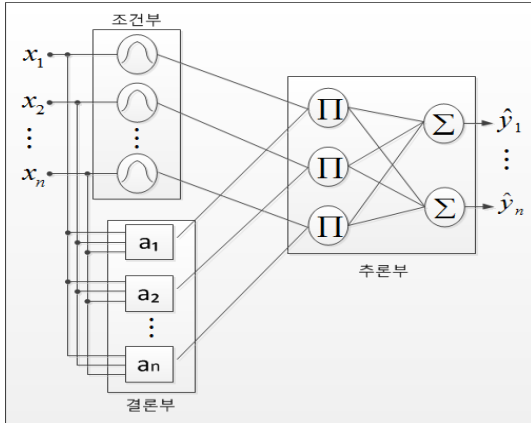 조건부
x₁
x₂
⋮
xₙ
Π
Π
Π
Σ
Σ
ŷ₁
⋮
ŷₙ
추론부
a₁
a₂
⋮
aₙ
결론부